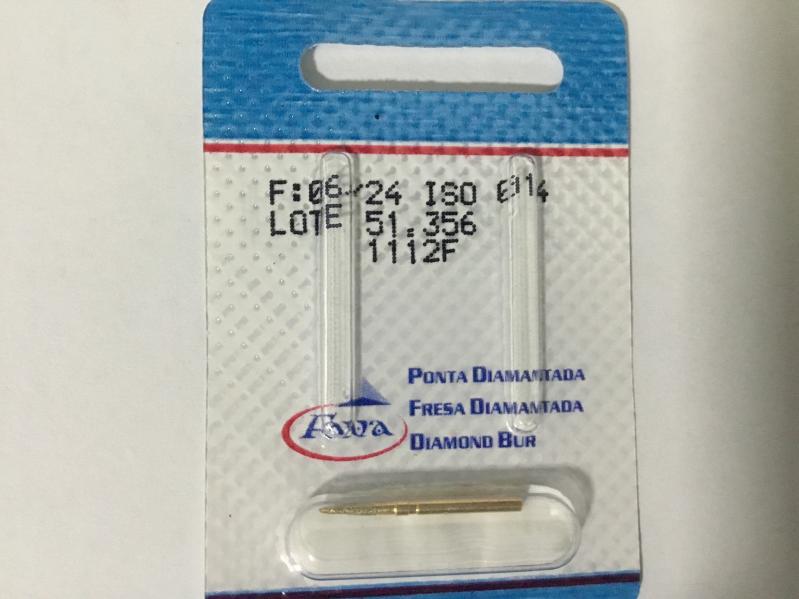 F:06/24 ISO 014
LOTE 51.356
1112F
PONTA DIAMANTADA
FRESA DIAMANTADA
DIAMOND BUR